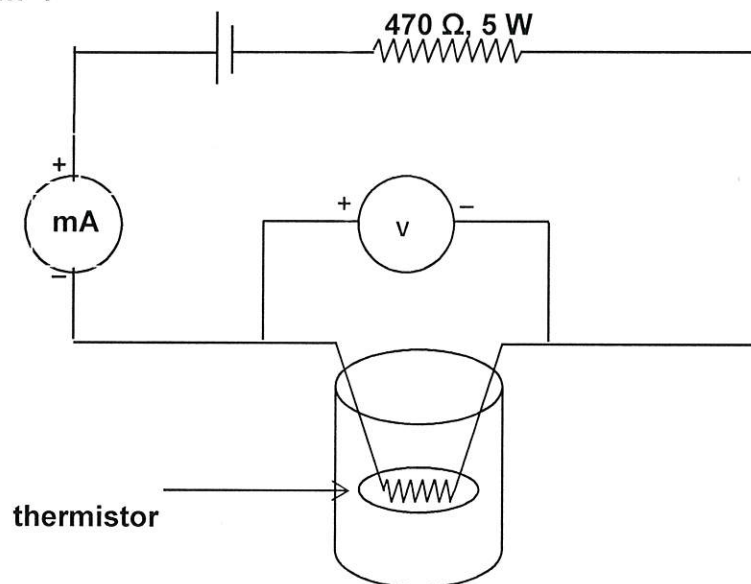 470 Ω, 5 W
+
mA
–
+
v
–
thermistor